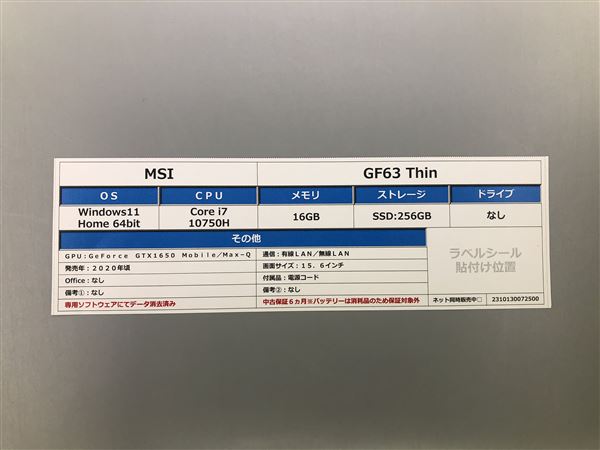 MSI GF63 Thin
ＯＳ ＣＰＵ メモリ ストレージ ドライブ
Windows11 Home 64bit Core i7 10750H 16GB SSD:256GB なし
その他
ＧＰＵ：ＧｅＦｏｒｃｅ ＧＴＸ１６５０ Ｍｏｂｉｌｅ／Ｍａｘ−Ｑ 通信：有線ＬＡＮ／無線ＬＡＮ
発売年：２０２０年頃 画面サイズ：１５．６インチ
Office：なし 付属品：電源コード
備考①：なし 備考②：なし
専用ソフトウェアにてデータ消去済み 中古保証６ヵ月※バッテリーは消耗品のため保証対象外
ラベルシール
貼付け位置
ネット同時販売中□ 2310130072500